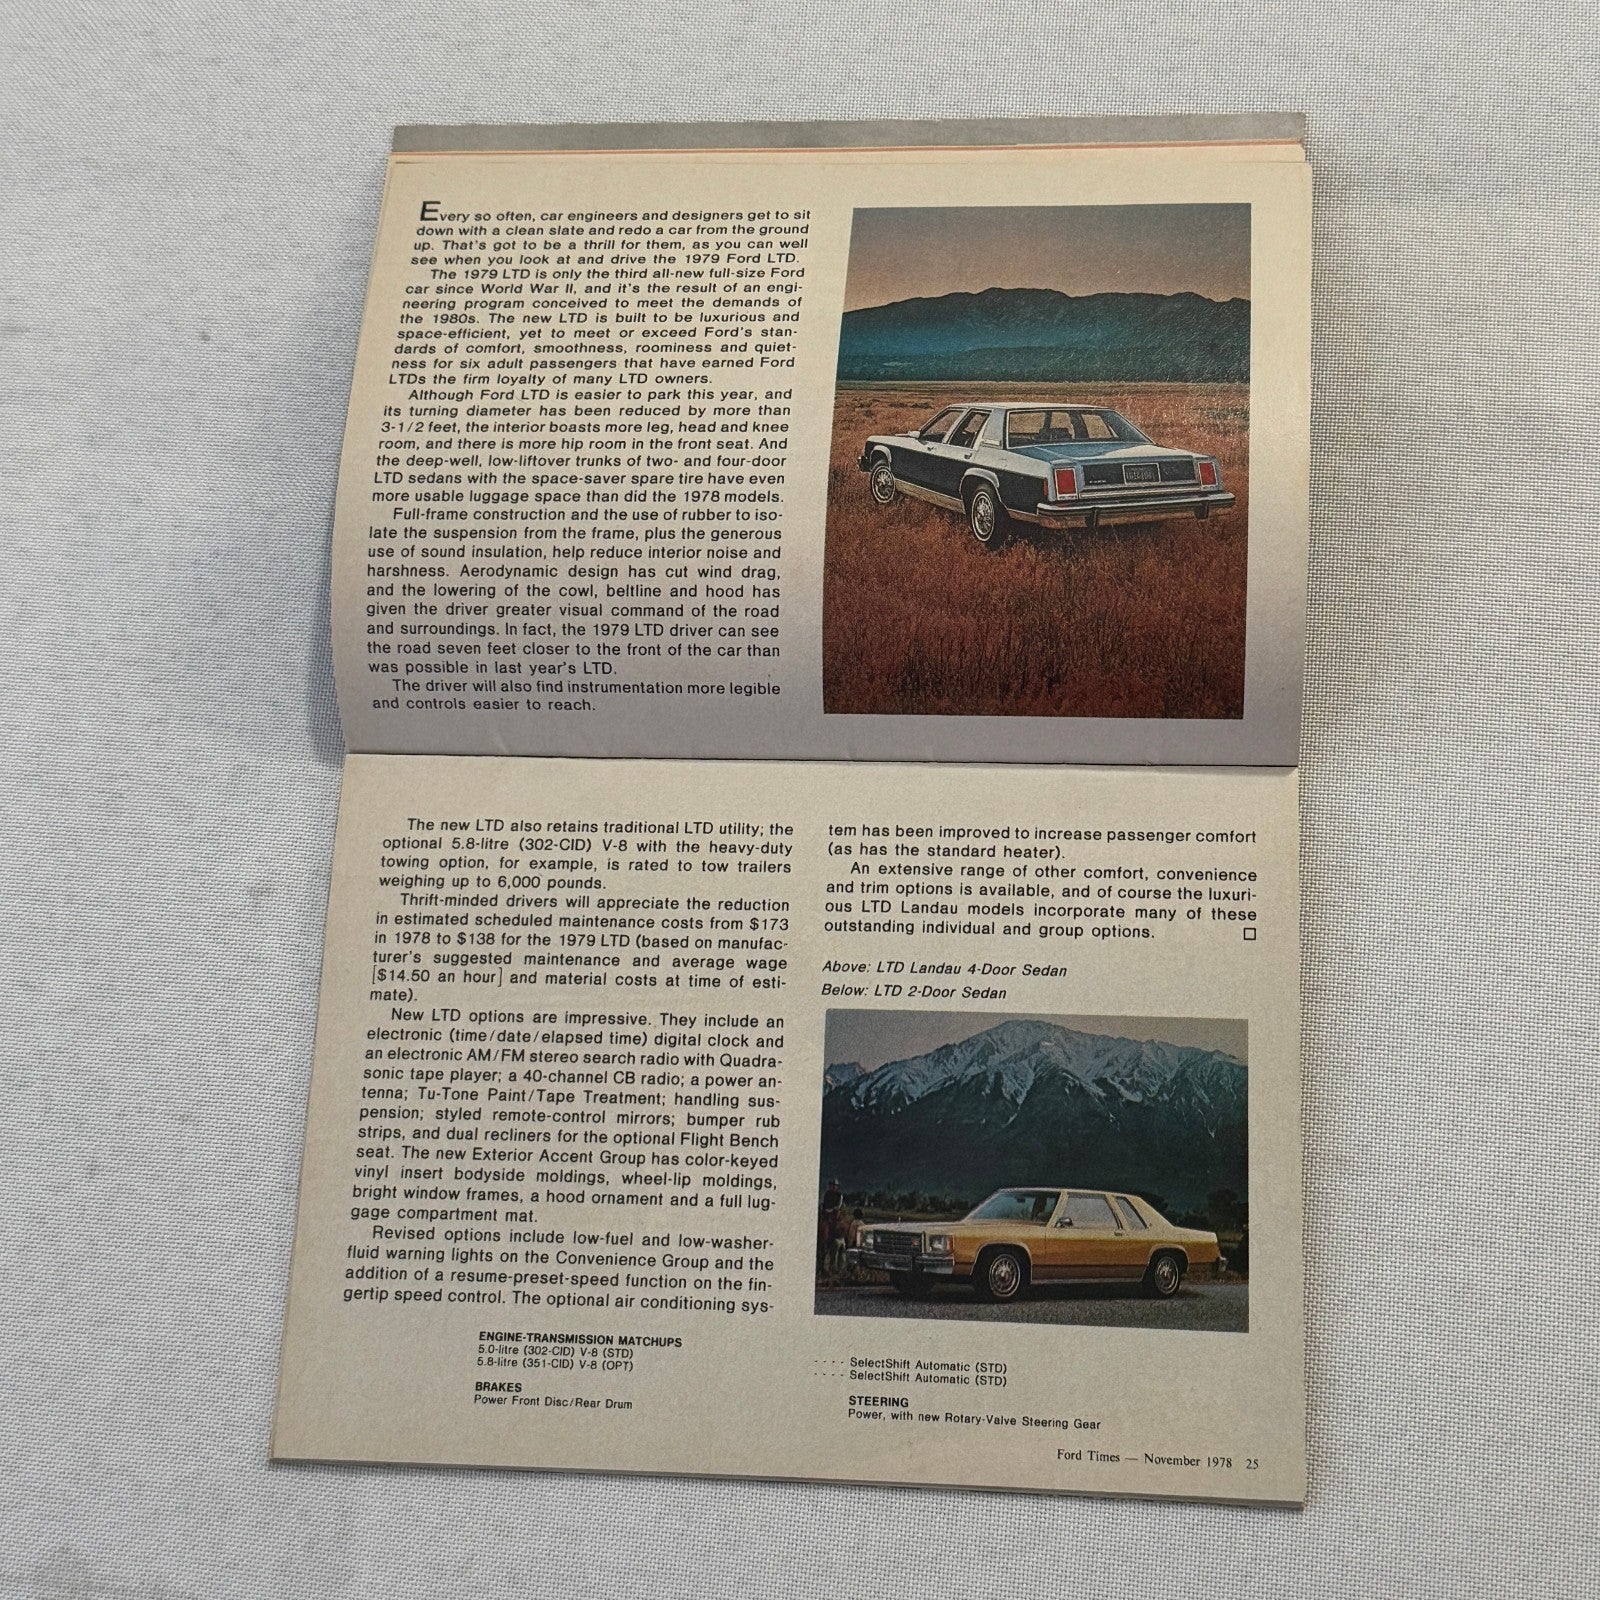 Every so often, car engineers and designers get to sit
down with a clean slate and redo a car from the ground
up. That's got to be a thrill for them, as you can well
see when you look at and drive the 1979 Ford LTD.
The 1979 LTD is only the third all-new full-size Ford
car since World War II, and it's the result of an engi-
neering program conceived to meet the demands of
the 1980s. The new LTD is built to be luxurious and
space-efficient, yet to meet or exceed Ford's stan-
dards of comfort, smoothness, roominess and quiet-
ness for six adult passengers that have earned Ford
LTDs the firm loyalty of many LTD owners.
Although Ford LTD is easier to park this year, and
its turning diameter has been reduced by more than
3-1/2 feet, the interior boasts more leg, head and knee
room, and there is more hip room in the front seat. And
the deep-well, low-liftover trunks of two- and four-door
LTD sedans with the space-saver spare tire have even
more usable luggage space than did the 1978 models.
Full-frame construction and the use of rubber to iso-
late the suspension from the frame, plus the generous
use of sound insulation, help reduce interior noise and
harshness. Aerodynamic design has cut wind drag,
and the lowering of the cowl, beltline and hood has
given the driver greater visual command of the road
and surroundings. In fact, the 1979 LTD driver can see
the road seven feet closer to the front of the car than
was possible in last year's LTD.
The driver will also find instrumentation more legible
and controls easier to reach.
The new LTD also retains traditional LTD utility; the
optional 5.8-litre (302-CID) V-8 with the heavy-duty
towing option, for example, is rated to tow trailers
weighing up to 6,000 pounds.
Thrift-minded drivers will appreciate the reduction
in estimated scheduled maintenance costs from $173
in 1978 to $138 for the 1979 LTD (based on manufac-
turer's suggested maintenance and average wage
[$14.50 an hour] and material costs at time of esti-
mate).
New LTD options are impressive. They include an
electronic (time/date/elapsed time) digital clock and
an electronic AM/FM stereo search radio with Quadra-
sonic tape player; a 40-channel CB radio; a power an-
tenna; Tu-Tone Paint/Tape Treatment; handling sus-
pension; styled remote-control mirrors; bumper rub
strips, and dual recliners for the optional Flight Bench
seat. The new Exterior Accent Group has color-keyed
vinyl insert bodyside moldings, wheel-lip moldings,
bright window frames, a hood ornament and a full lug-
gage compartment mat.
Revised options include low-fuel and low-washer-
fluid warning lights on the Convenience Group and the
addition of a resume-preset-speed function on the fin-
gertip speed control. The optional air conditioning sys-
tem has been improved to increase passenger comfort
(as has the standard heater).
An extensive range of other comfort, convenience
and trim options is available, and of course the luxuri-
ous LTD Landau models incorporate many of these
outstanding individual and group options. □
Above: LTD Landau 4-Door Sedan
Below: LTD 2-Door Sedan
ENGINE-TRANSMISSION MATCHUPS
5.0-litre (302-CID) V-8 (STD) - - - - SelectShift Automatic (STD)
5.8-litre (351-CID) V-8 (OPT) - - - - SelectShift Automatic (STD)
BRAKES
Power Front Disc/Rear Drum
STEERING
Power, with new Rotary-Valve Steering Gear
Ford Times — November 1978 25